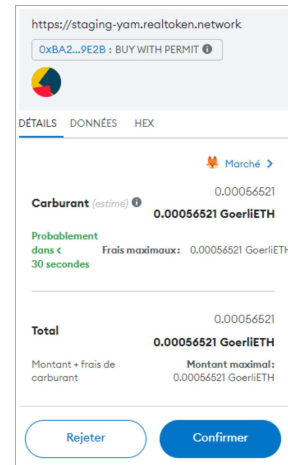 https://staging-yam.realtoken.network
0xBA2...9E2B : BUY WITH PERMIT
DÉTAILS DONNÉES HEX
Marché >
0.00056521
Carburant (estimé)
0.00056521 GoerliETH
Probablement
dans < Frais maximaux: 0.00056521 GoerliETH
30 secondes
0.00056521
Total
0.00056521 GoerliETH
Montant + frais de Montant maximal:
carburant 0.00056521 GoerliETH
Rejeter Confirmer